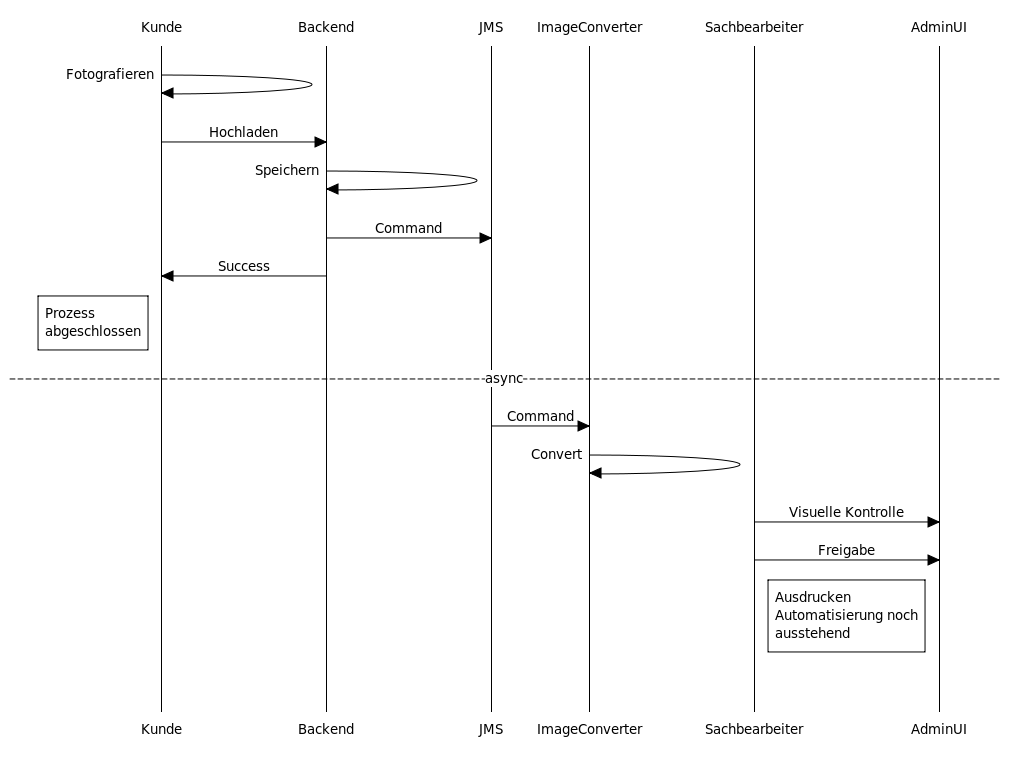 Kunde Backend JMS ImageConverter Sachbearbeiter AdminUI
Fotografieren
Hochladen
Speichern
Command
Success
Prozess
abgeschlossen
async
Command
Convert
Visuelle Kontrolle
Freigabe
Ausdrucken
Automatisierung noch
ausstehend
Kunde Backend JMS ImageConverter Sachbearbeiter AdminUI